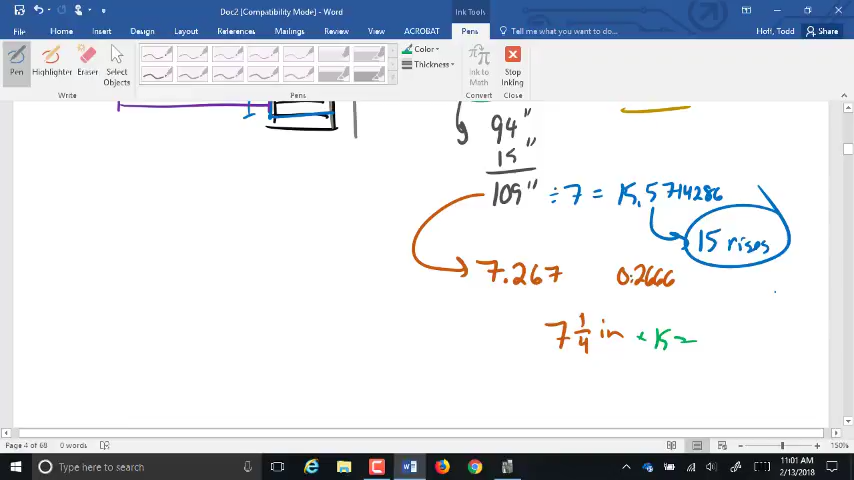 Doc2 [Compatibility Mode] - Word
Ink Tools
Hoff, Todd
File Home Insert Design Layout References Mailings Review View ACROBAT Pens Tell me what you want to do... Share
Pen Highlighter Eraser Select Objects
Color
Thickness
Ink to Math
Stop Inking
Write Pens Convert Close
94"
15"
109" ÷ 7 = 15.5714286
15 rises
7.267 0.2666
7 1/4 in × 15 =
Page 4 of 68 0 words 150%
Type here to search
11:01 AM
2/13/2018